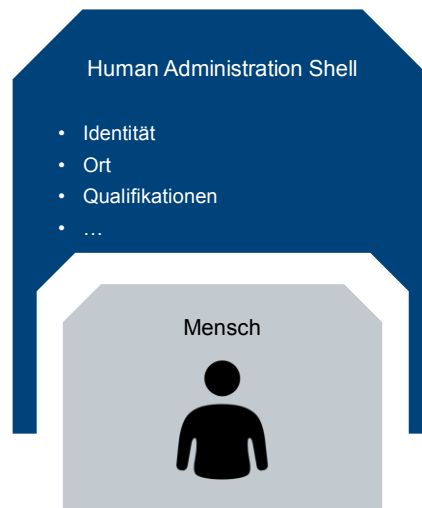 Human Administration Shell
• Identität
• Ort
• Qualifikationen
• …
Mensch